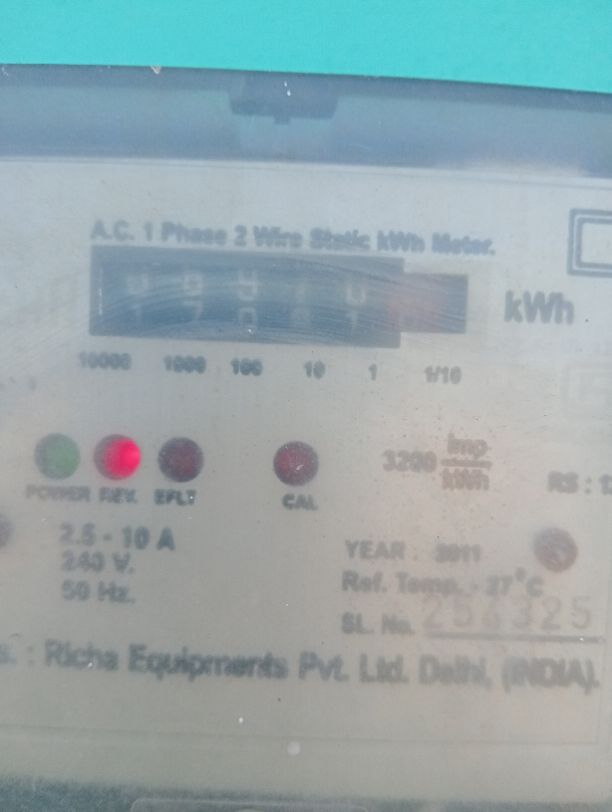 A.C. 1 Phase 2 Wire Static kWh Meter.
kWh
10000 1000 100 10 1 1/10
3200 imp/kWh
RS :
POWER REV. EFLT CAL
2.5 - 10 A
240 V.
50 Hz.
YEAR : 2011
Ref. Temp. - 27°C
SL. No.
s. : Richa Equipments Pvt. Ltd. Delhi, (INDIA).